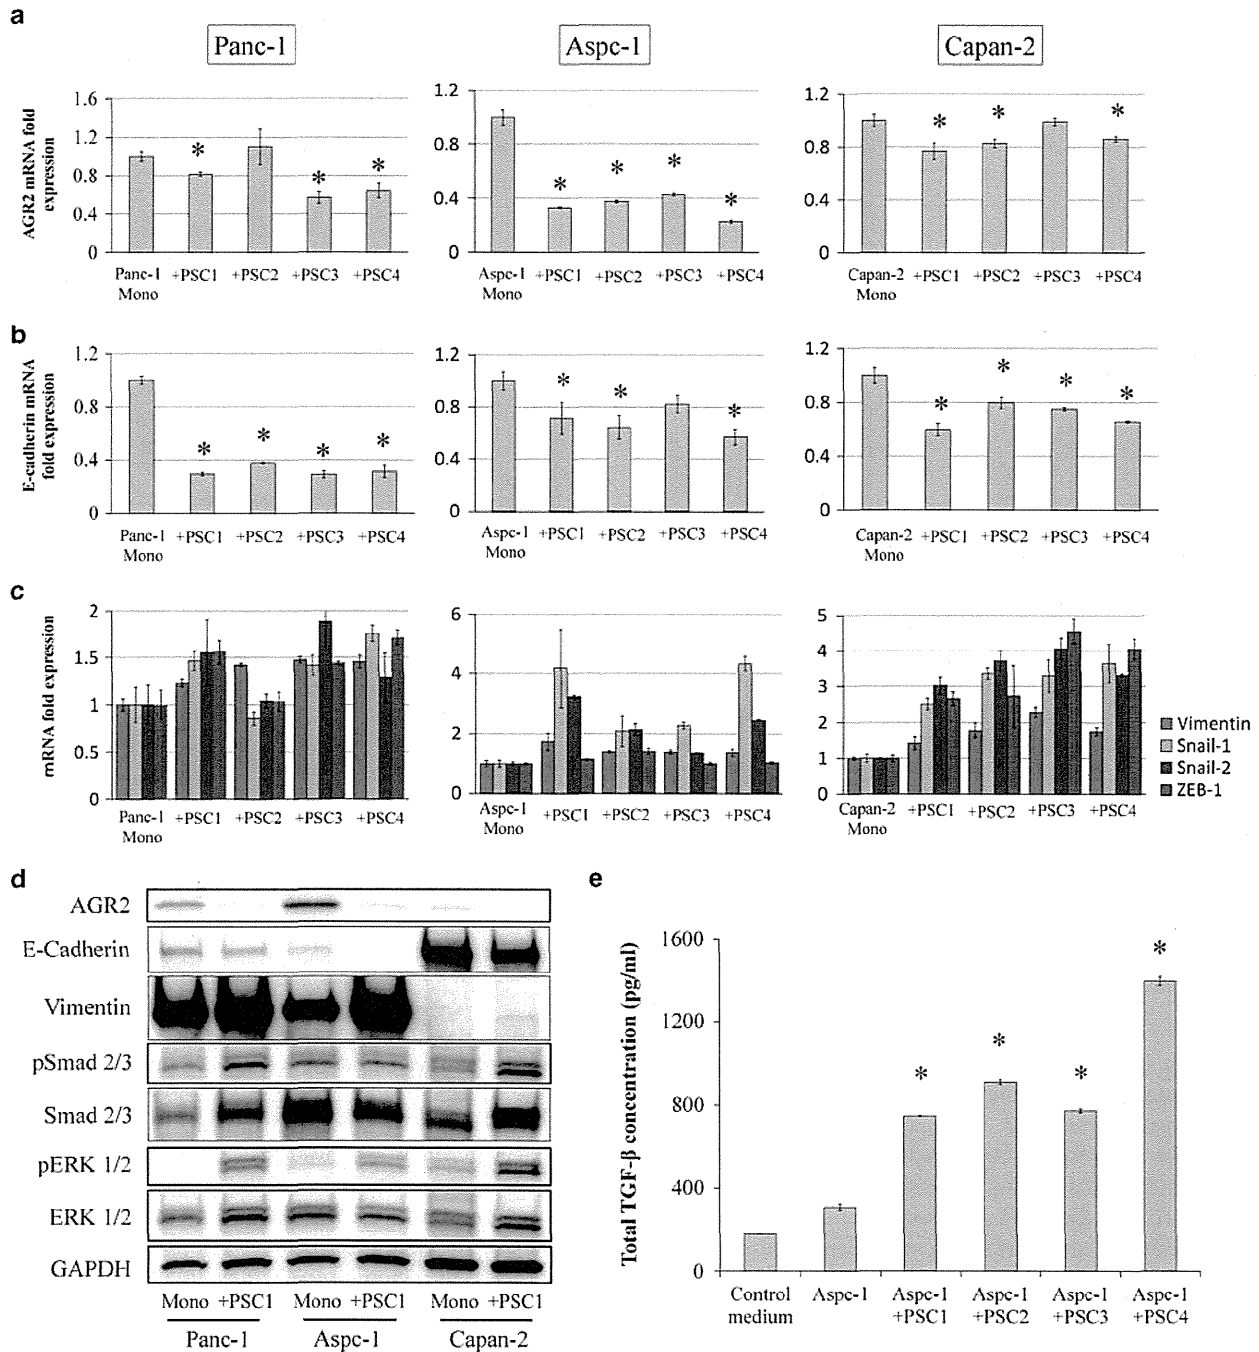 a
Panc-1
Aspc-1
Capan-2
AGR2 mRNA fold
expression
1.6
1.2
0.8
0.4
0
* * *
Panc-1
Mono
+PSC1 +PSC2 +PSC3 +PSC4
1.2
0.8
0.4
0
* * * *
Aspc-1
Mono
+PSC1 +PSC2 +PSC3 +PSC4
1.2
0.8
0.4
0
* * *
Capan-2
Mono
+PSC1 +PSC2 +PSC3 +PSC4
b
E-cadherin mRNA
fold expression
1.2
0.8
0.4
0
* * * *
Panc-1
Mono
+PSC1 +PSC2 +PSC3 +PSC4
1.2
0.8
0.4
0
* * *
Aspc-1
Mono
+PSC1 +PSC2 +PSC3 +PSC4
1.2
0.8
0.4
0
* * * *
Capan-2
Mono
+PSC1 +PSC2 +PSC3 +PSC4
c
mRNA fold expression
2
1.5
1
0.5
0
Panc-1
Mono
+PSC1 +PSC2 +PSC3 +PSC4
6
4
2
0
Aspc-1
Mono
+PSC1 +PSC2 +PSC3 +PSC4
5
4
3
2
1
0
Capan-2
Mono
+PSC1 +PSC2 +PSC3 +PSC4
Vimentin
Snail-1
Snail-2
ZEB-1
d
AGR2
E-Cadherin
Vimentin
pSmad 2/3
Smad 2/3
pERK 1/2
ERK 1/2
GAPDH
Mono +PSC1 Mono +PSC1 Mono +PSC1
Panc-1 Aspc-1 Capan-2
e
Total TGF-β concentration (pg/ml)
1600
1200
800
400
0
* * * *
Control
medium
Aspc-1
Aspc-1
+PSC1
Aspc-1
+PSC2
Aspc-1
+PSC3
Aspc-1
+PSC4